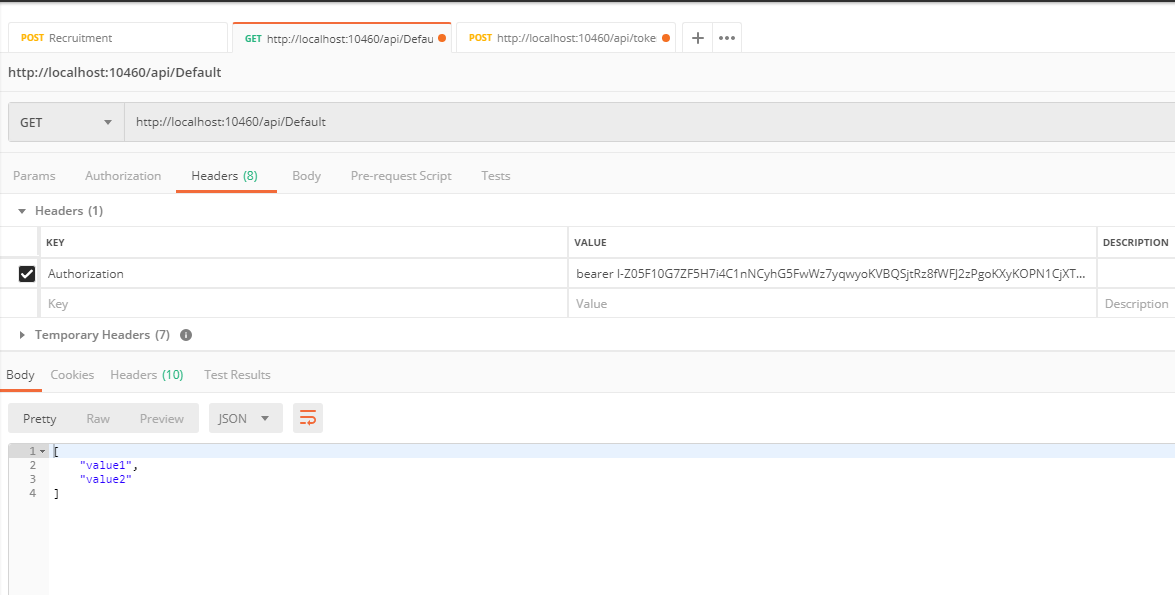 POST Recruitment GET http://localhost:10460/api/Defau POST http://localhost:10460/api/toke + •••
http://localhost:10460/api/Default
GET http://localhost:10460/api/Default
Params Authorization Headers (8) Body Pre-request Script Tests
Headers (1)
KEY VALUE DESCRIPTION
Authorization bearer I-Z05F10G7ZF5H7i4C1nNCyhG5FwWz7yqwyoKVBQSjtRz8fWFJ2zPgoKXyKOPN1CjXT...
Key Value Description
Temporary Headers (7) i
Body Cookies Headers (10) Test Results
Pretty Raw Preview JSON
1 [
2 "value1",
3 "value2"
4 ]